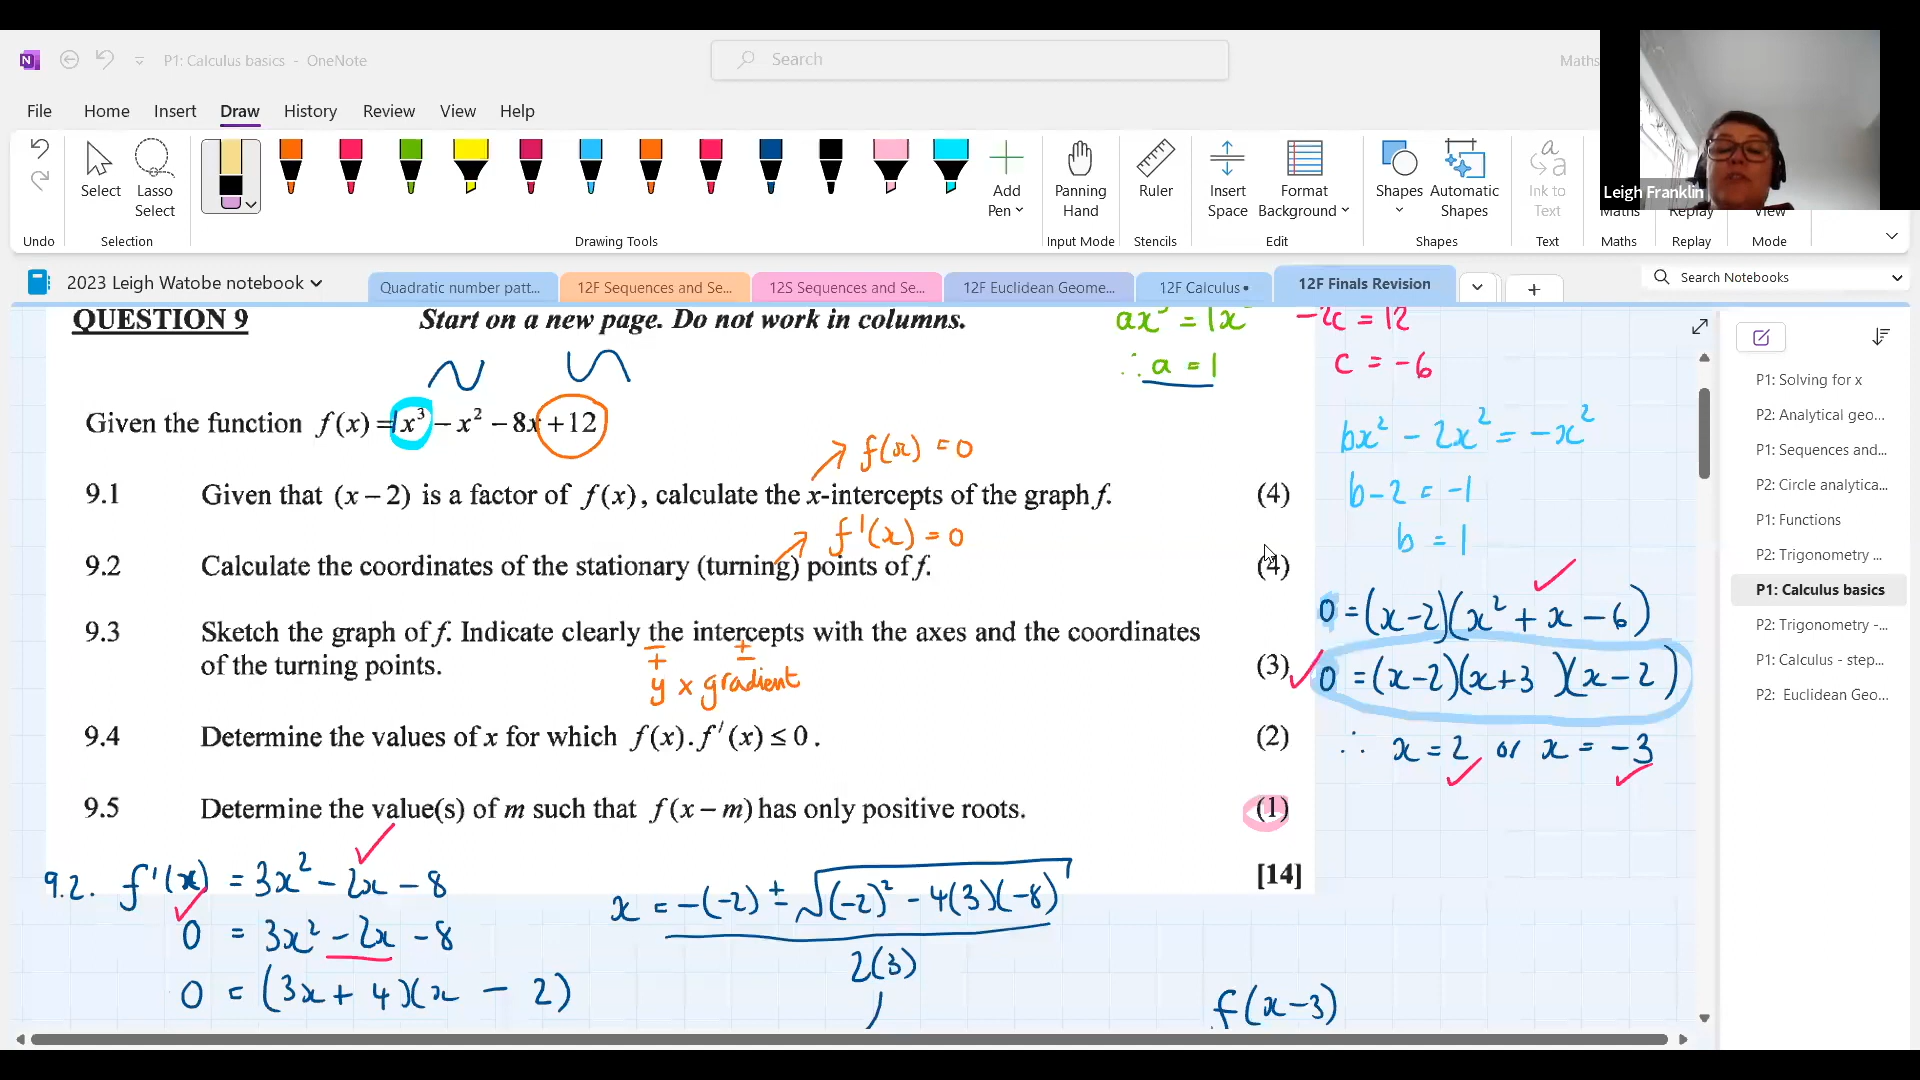 P1: Calculus basics - OneNote
Search
Maths
File Home Insert Draw History Review View Help
Undo
Select
Lasso Select
Selection
Drawing Tools
Add Pen
Panning Hand
Input Mode
Ruler
Stencils
Insert Space
Format Background
Edit
Shapes
Automatic Shapes
Shapes
Ink to Text
Text
Maths
Maths
Replay
Replay
View
Mode
Leigh Franklin
2023 Leigh Watobe notebook
Quadratic number patt...
12F Sequences and Se...
12S Sequences and Se...
12F Euclidean Geome...
12F Calculus
12F Finals Revision
Search Notebooks
QUESTION 9 Start on a new page. Do not work in columns.
ax³ = 1x³
∴ a = 1
-2c = 12
c = -6
Given the function f(x) = 1x³ - x² - 8x + 12
bx² - 2x² = -x²
b - 2 = -1
b = 1
f(x) = 0
9.1 Given that (x - 2) is a factor of f(x), calculate the x-intercepts of the graph f. (4)
f'(x) = 0
9.2 Calculate the coordinates of the stationary (turning) points of f. (4)
0 = (x-2)(x² + x - 6)
9.3 Sketch the graph of f. Indicate clearly the intercepts with the axes and the coordinates
of the turning points. (3)
y × gradient
0 = (x-2)(x+3)(x-2)
9.4 Determine the values of x for which f(x).f'(x) ≤ 0. (2)
∴ x = 2 or x = -3
9.5 Determine the value(s) of m such that f(x - m) has only positive roots. (1)
[14]
9.2. f'(x) = 3x² - 2x - 8
0 = 3x² - 2x - 8
0 = (3x + 4)(x - 2)
x = -(-2) ± √(-2)² - 4(3)(-8)
2(3)
f(x-3)
P1: Solving for x
P2: Analytical geo...
P1: Sequences and...
P2: Circle analytica...
P1: Functions
P2: Trigonometry ...
P1: Calculus basics
P2: Trigonometry -...
P1: Calculus - step...
P2: Euclidean Geo...